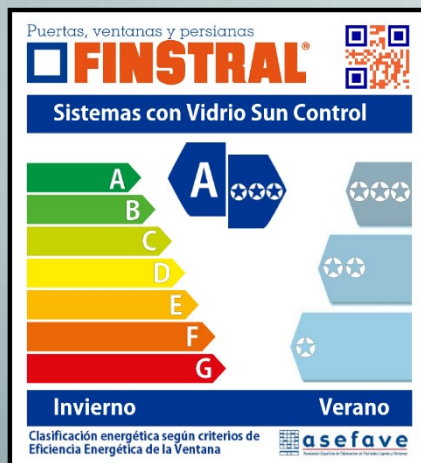 Puertas, ventanas y persianas
FINSTRAL®
Sistemas con Vidrio Sun Control
A
A
B
C
D
E
F
G
Invierno
Verano
Clasificación energética según criterios de
Eficiencia Energética de la Ventana
asefave